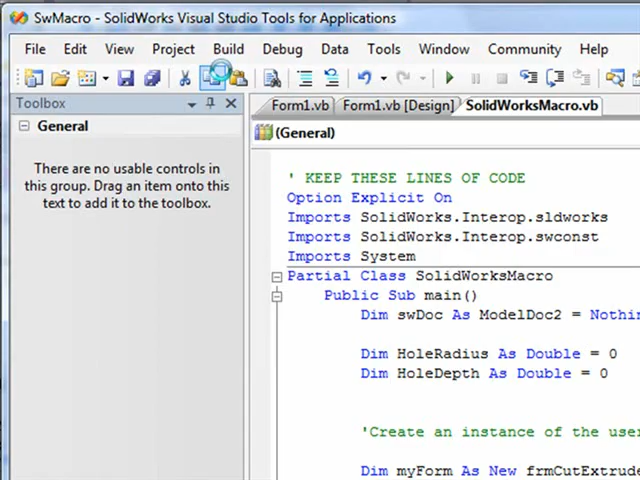 SwMacro - SolidWorks Visual Studio Tools for Applications
File Edit View Project Build Debug Data Tools Window Community Help
Toolbox
Form1.vb Form1.vb [Design] SolidWorksMacro.vb
General
(General)
There are no usable controls in
this group. Drag an item onto this
text to add it to the toolbox.
' KEEP THESE LINES OF CODE
Option Explicit On
Imports SolidWorks.Interop.sldworks
Imports SolidWorks.Interop.swconst
Imports System
Partial Class SolidWorksMacro
Public Sub main()
Dim swDoc As ModelDoc2 = Nothin
Dim HoleRadius As Double = 0
Dim HoleDepth As Double = 0
'Create an instance of the user
Dim myForm As New frmCutExtrude